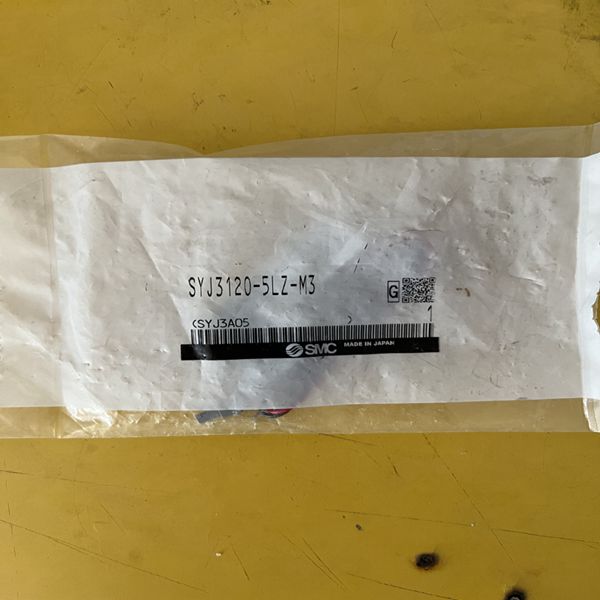 SYJ3120-5LZ-M3
G
(SYJ3A05 ) 1
SMC MADE IN JAPAN